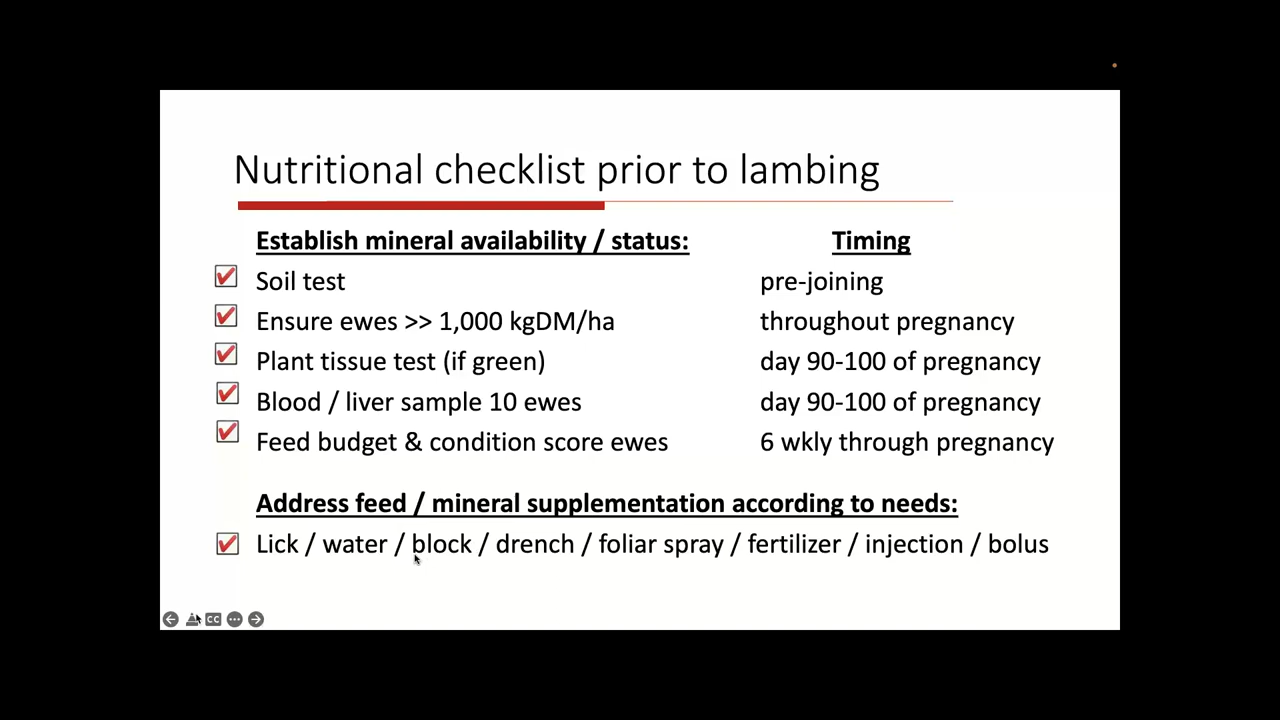 Nutritional checklist prior to lambing
Establish mineral availability / status: Timing
Soil test pre-joining
Ensure ewes >> 1,000 kgDM/ha throughout pregnancy
Plant tissue test (if green) day 90-100 of pregnancy
Blood / liver sample 10 ewes day 90-100 of pregnancy
Feed budget & condition score ewes 6 wkly through pregnancy
Address feed / mineral supplementation according to needs:
Lick / water / block / drench / foliar spray / fertilizer / injection / bolus
CC